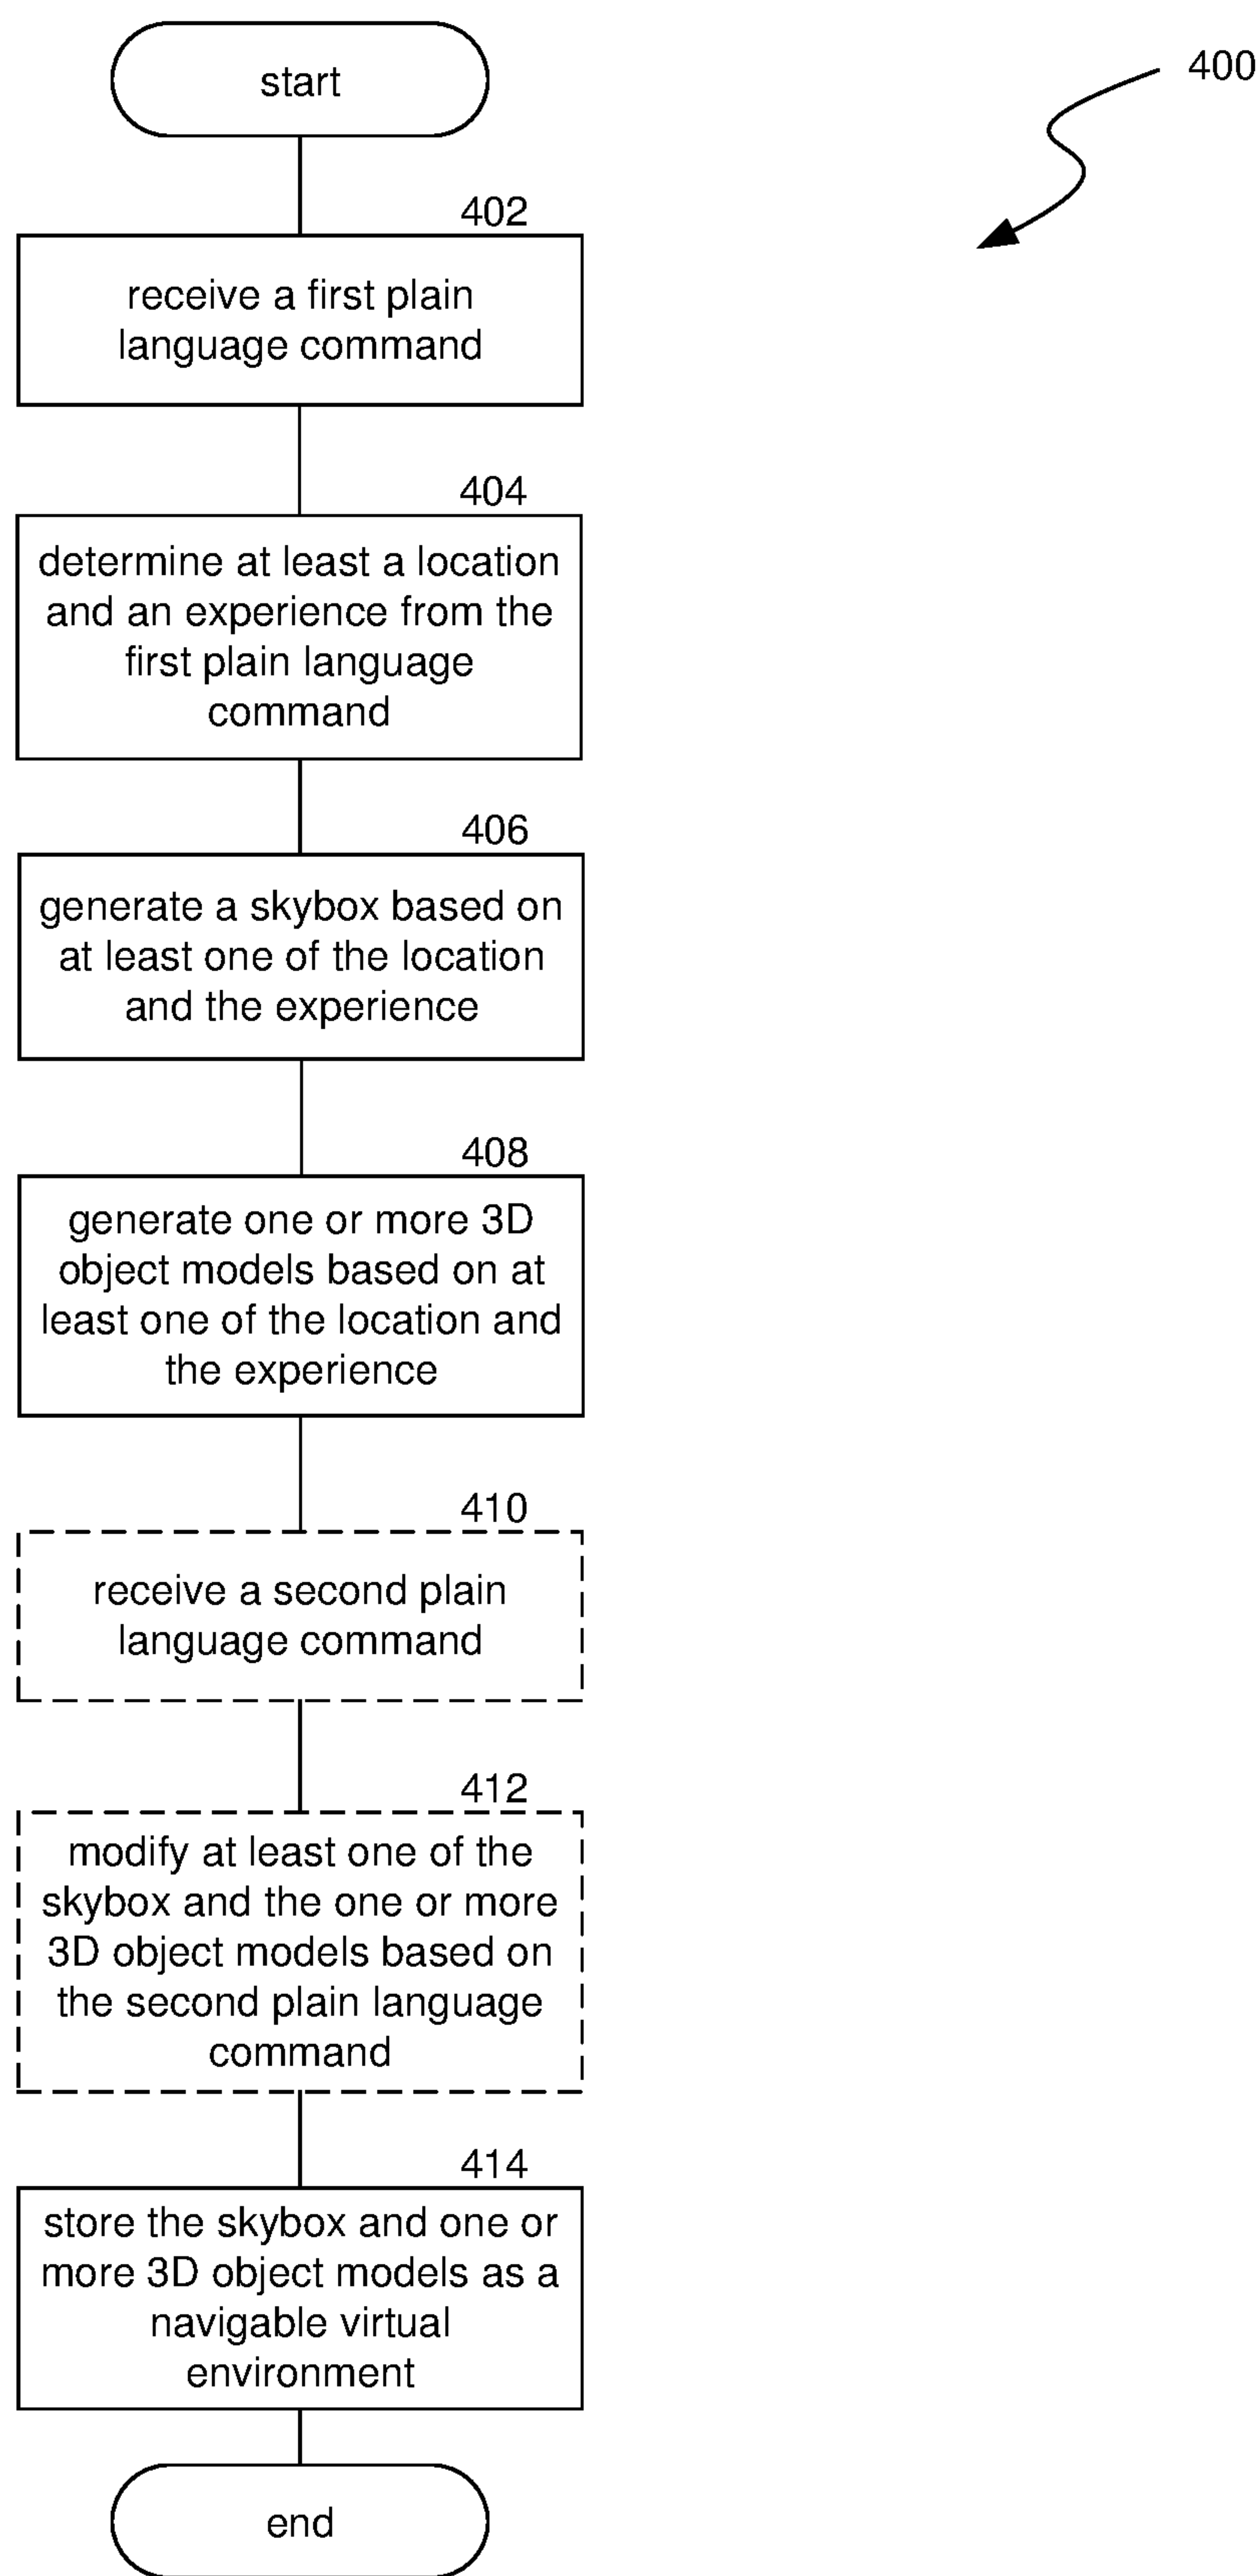 start
400
402
receive a first plain
language command
404
determine at least a location
and an experience from the
first plain language
command
406
generate a skybox based on
at least one of the location
and the experience
408
generate one or more 3D
object models based on at
least one of the location and
the experience
410
receive a second plain
language command
412
modify at least one of the
skybox and the one or more
3D object models based on
the second plain language
command
414
store the skybox and one or
more 3D object models as a
navigable virtual
environment
end